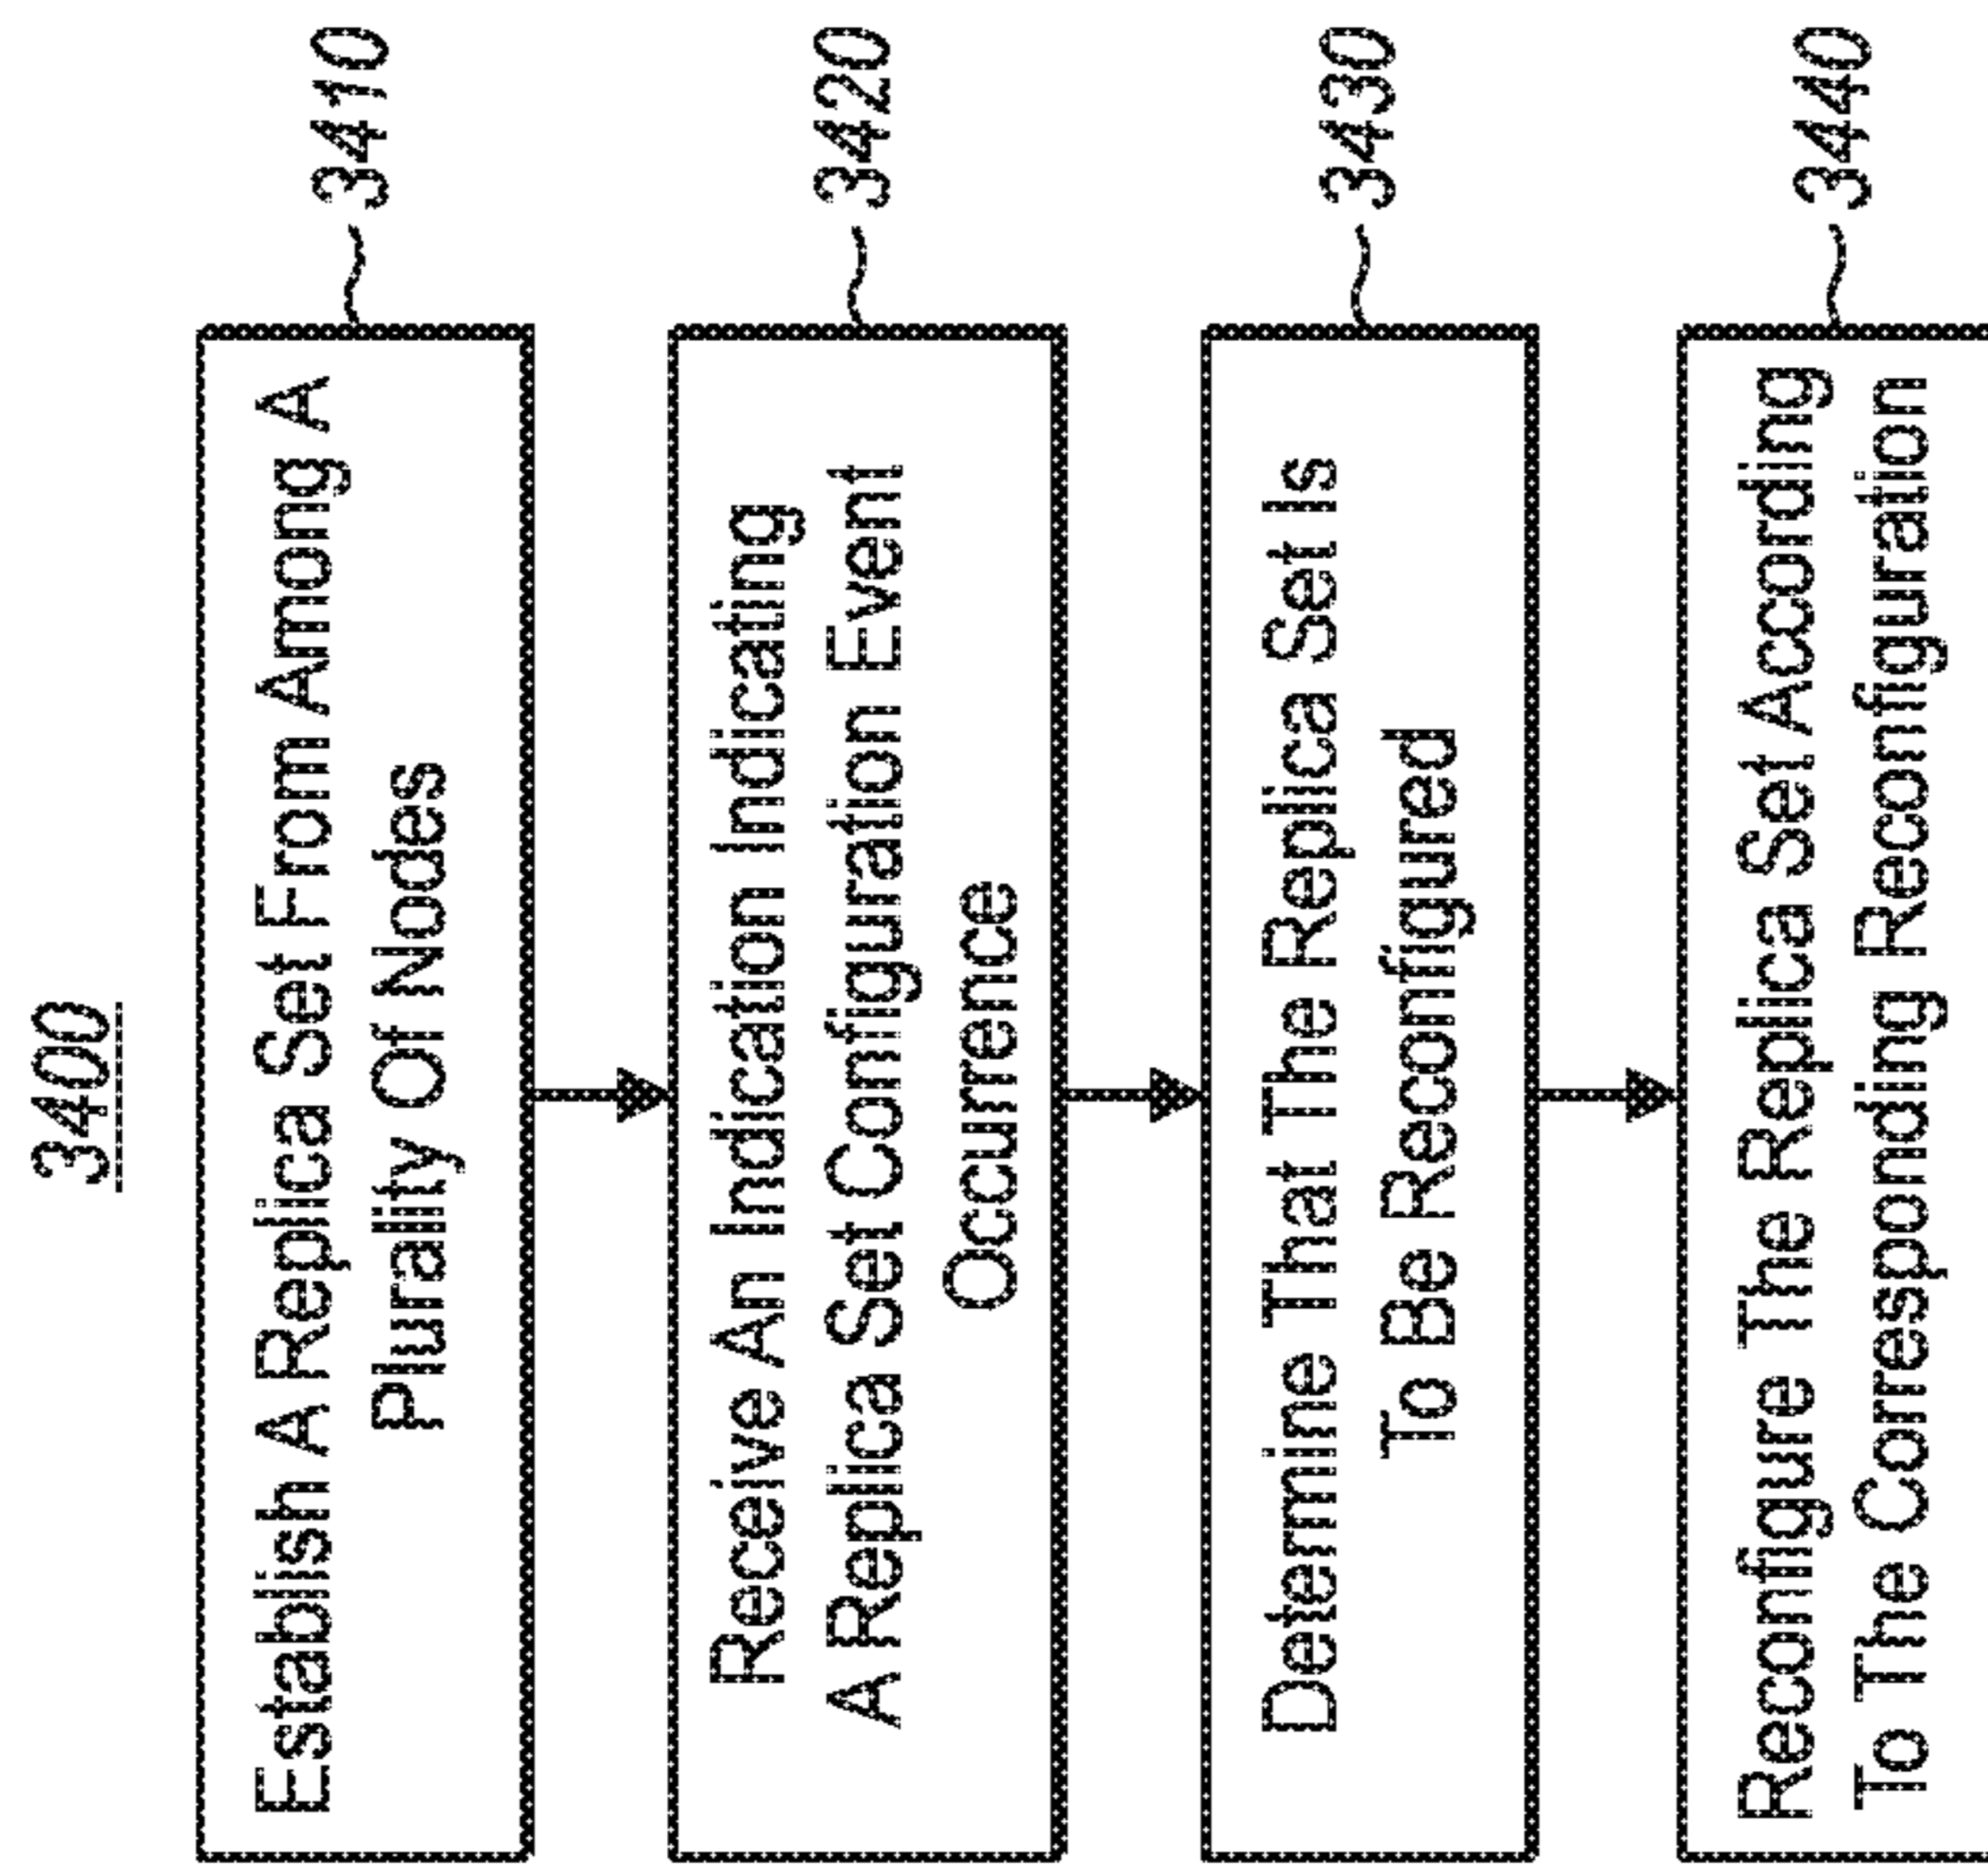 3400
Establish A Replica Set From Among A
Plurality Of Nodes
3410
Receive An Indication Indicating
A Replica Set Configuration Event
Occurrence
3420
Determine That The Replica Set Is
To Be Reconfigured
3430
Reconfigure The Replica Set According
To The Corresponding Reconfiguration
3440